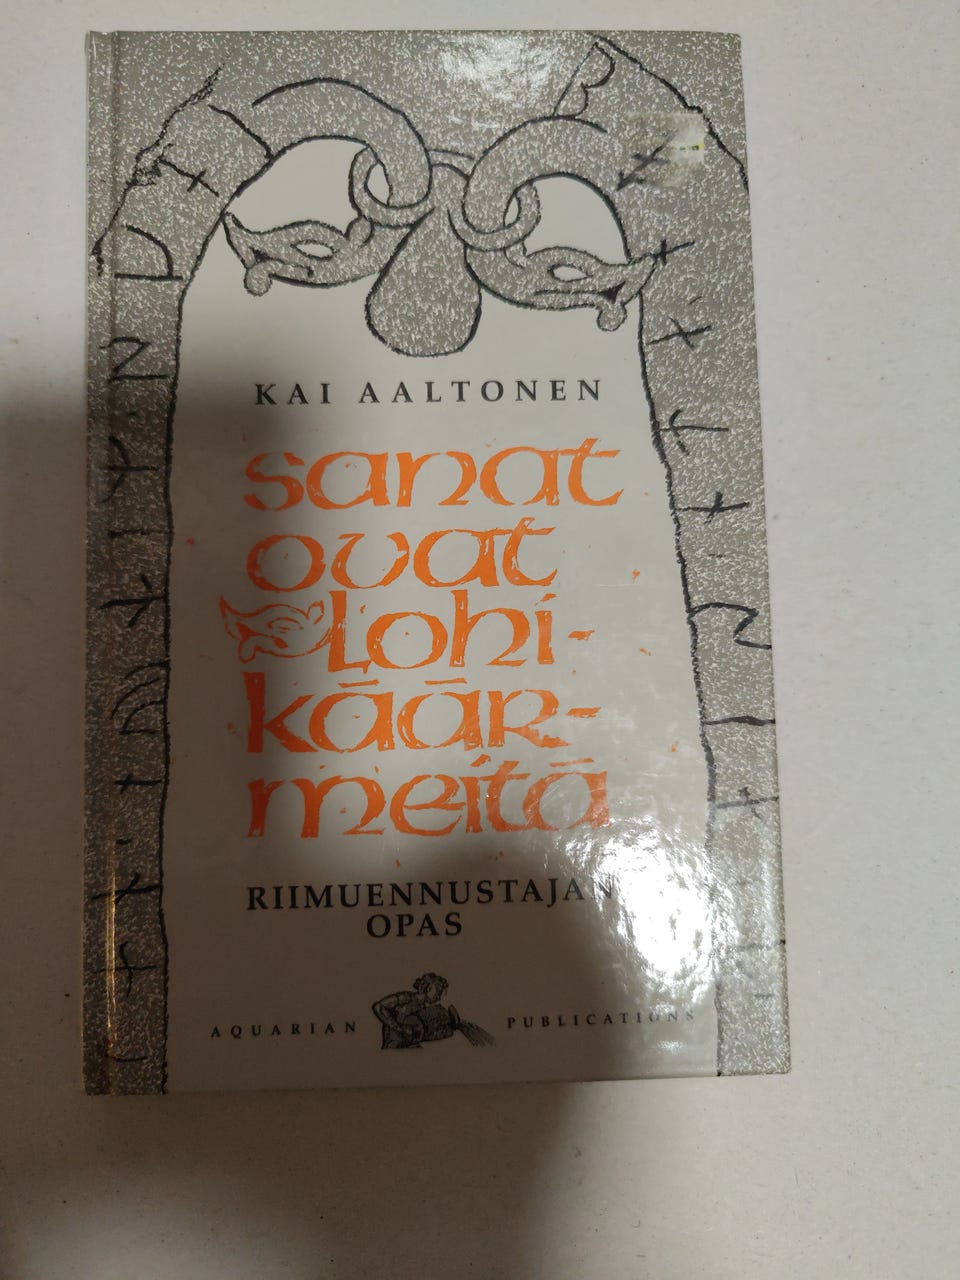 KAI AALTONEN
sanat
ovat
lohi-
käär-
meitä
RIIMUENNUSTAJAN
OPAS
AQUARIAN PUBLICATIONS